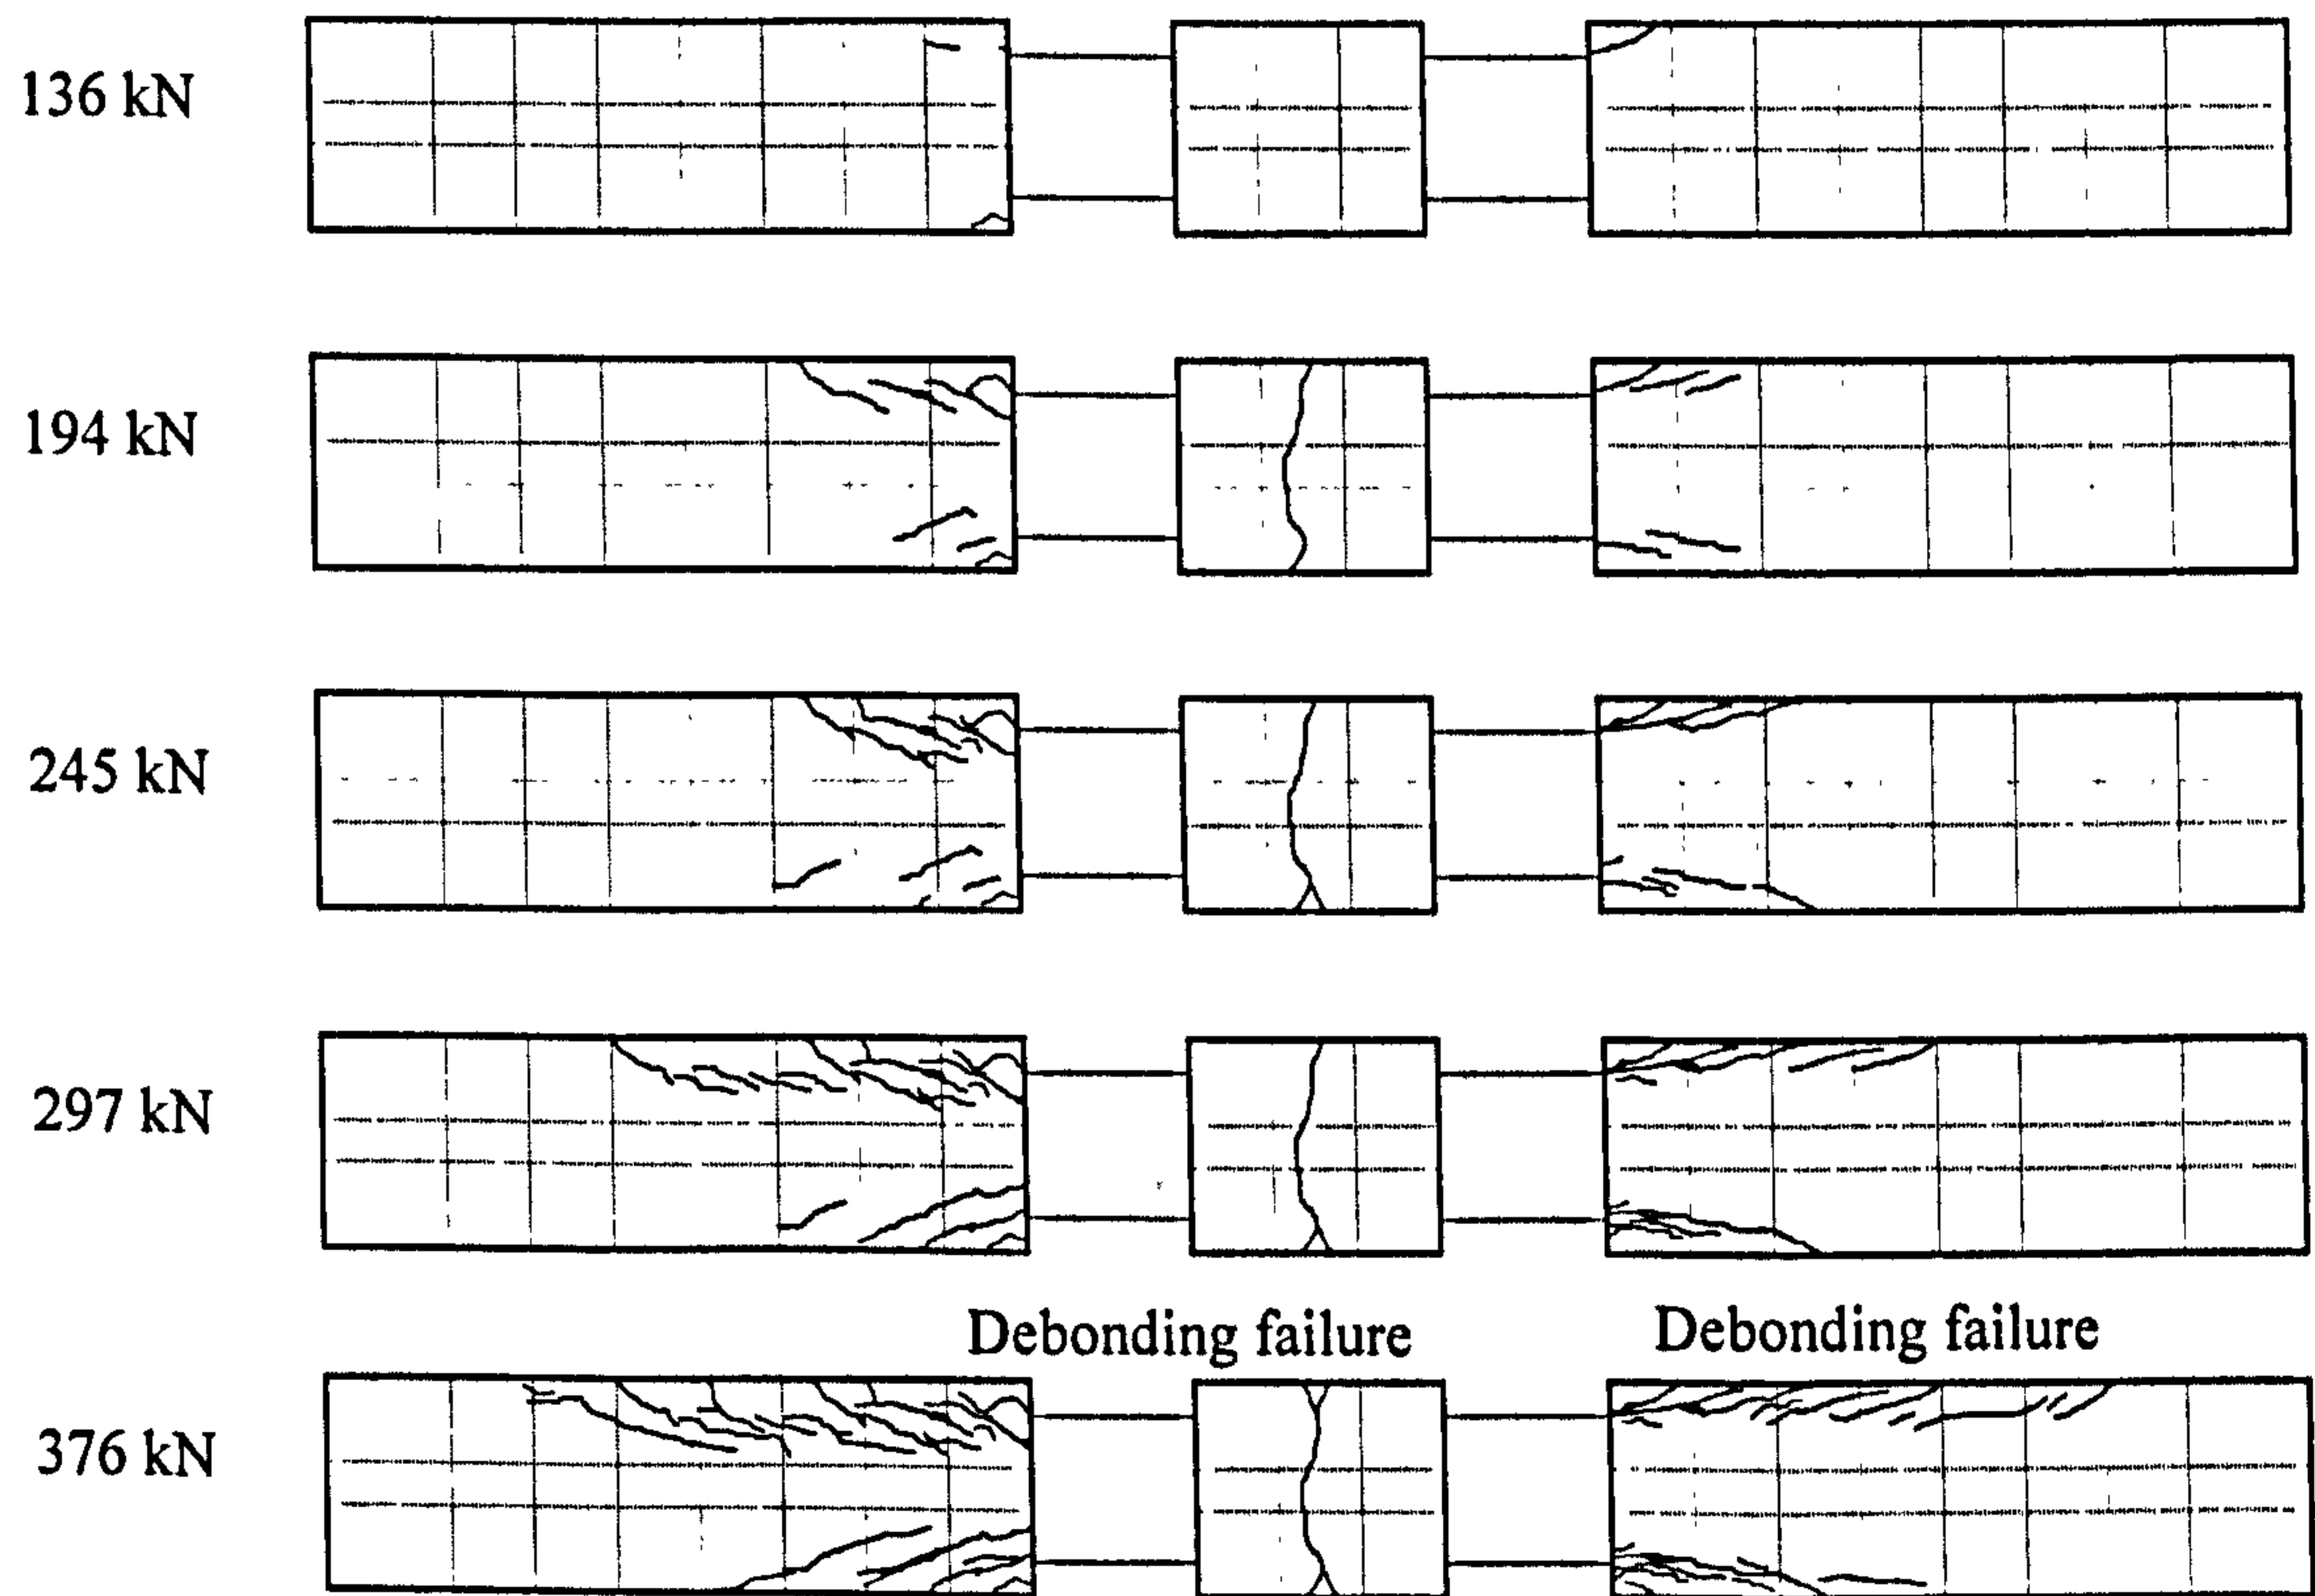 136 kN
194 kN
245 kN
297 kN
Debonding failure Debonding failure
376 kN